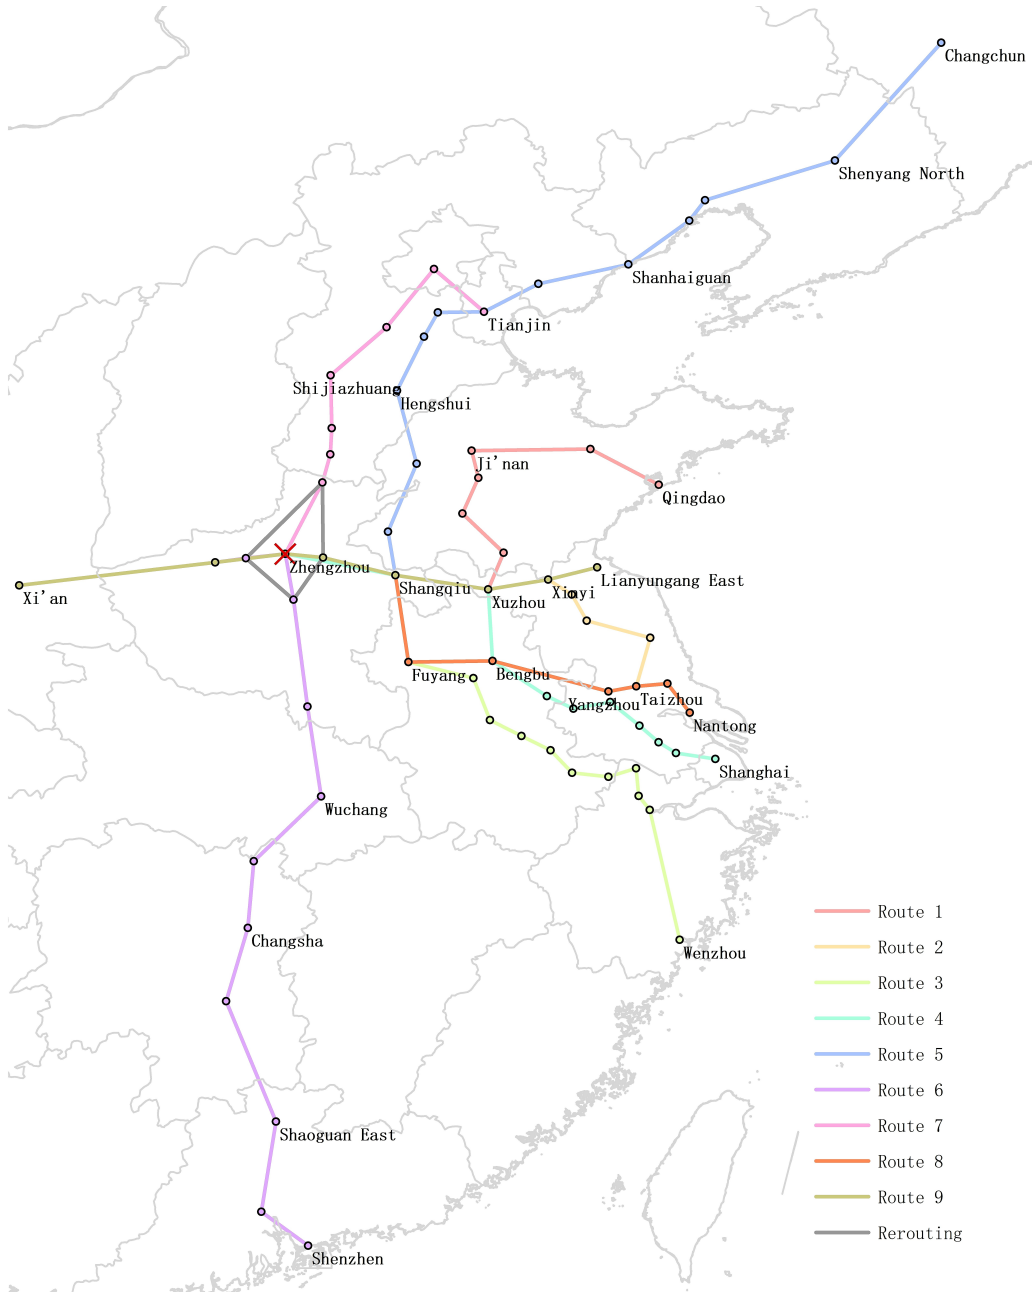 Changchun
Shenyang North
Shanhaiguan
Tianjin
Shijiazhuang
Hengshui
Ji'nan
Qingdao
Zhengzhou
Xi'an
Shangqiu
Xuzhou
Xinyi
Lianyungang East
Fuyang
Bengbu
Yangzhou
Taizhou
Nantong
Shanghai
Wuchang
Changsha
Wenzhou
Shaoguan East
Shenzhen
Route 1
Route 2
Route 3
Route 4
Route 5
Route 6
Route 7
Route 8
Route 9
Rerouting